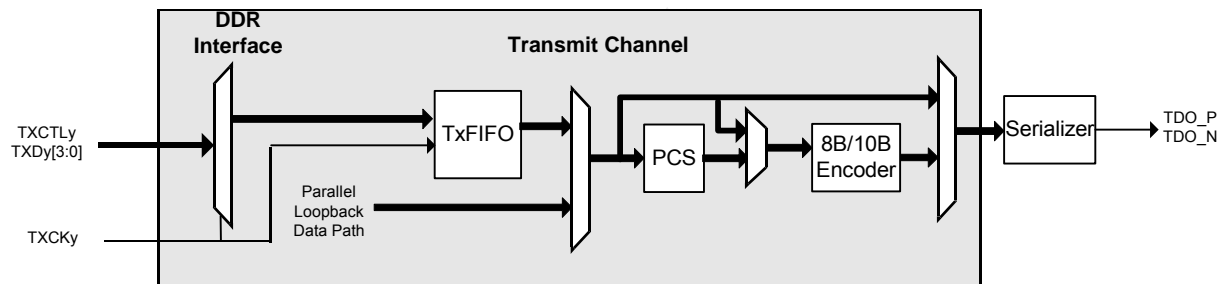 DDR
Interface
Transmit Channel
TXCTLy
TXDy[3:0]
TxFIFO
PCS
8B/10B
Encoder
Serializer
TDO_P
TDO_N
Parallel
Loopback
Data Path
TXCKy